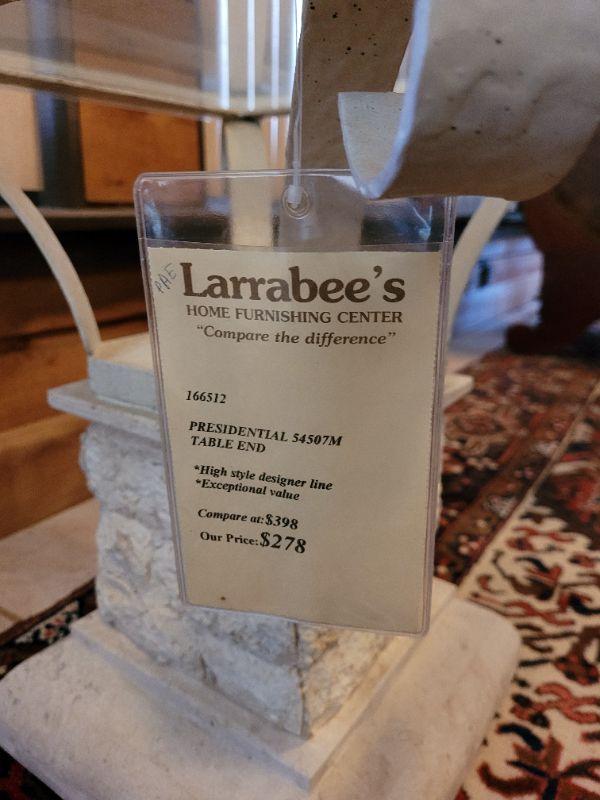 PAE
Larrabee's
HOME FURNISHING CENTER
"Compare the difference"
166512
PRESIDENTIAL 54507M
TABLE END
*High style designer line
*Exceptional value
Compare at: $398
Our Price: $278